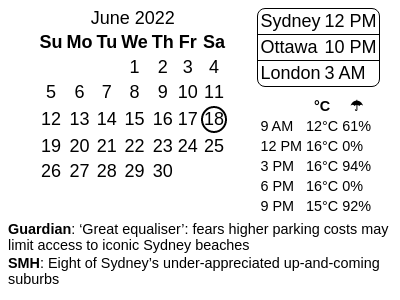 June 2022
Su Mo Tu We Th Fr Sa
1 2 3 4
5 6 7 8 9 10 11
12 13 14 15 16 17 18
19 20 21 22 23 24 25
26 27 28 29 30
Sydney 12 PM
Ottawa 10 PM
London 3 AM
°C ☂
9 AM 12°C 61%
12 PM 16°C 0%
3 PM 16°C 94%
6 PM 16°C 0%
9 PM 15°C 92%
Guardian: ‘Great equaliser’: fears higher parking costs may
limit access to iconic Sydney beaches
SMH: Eight of Sydney’s under-appreciated up-and-coming
suburbs